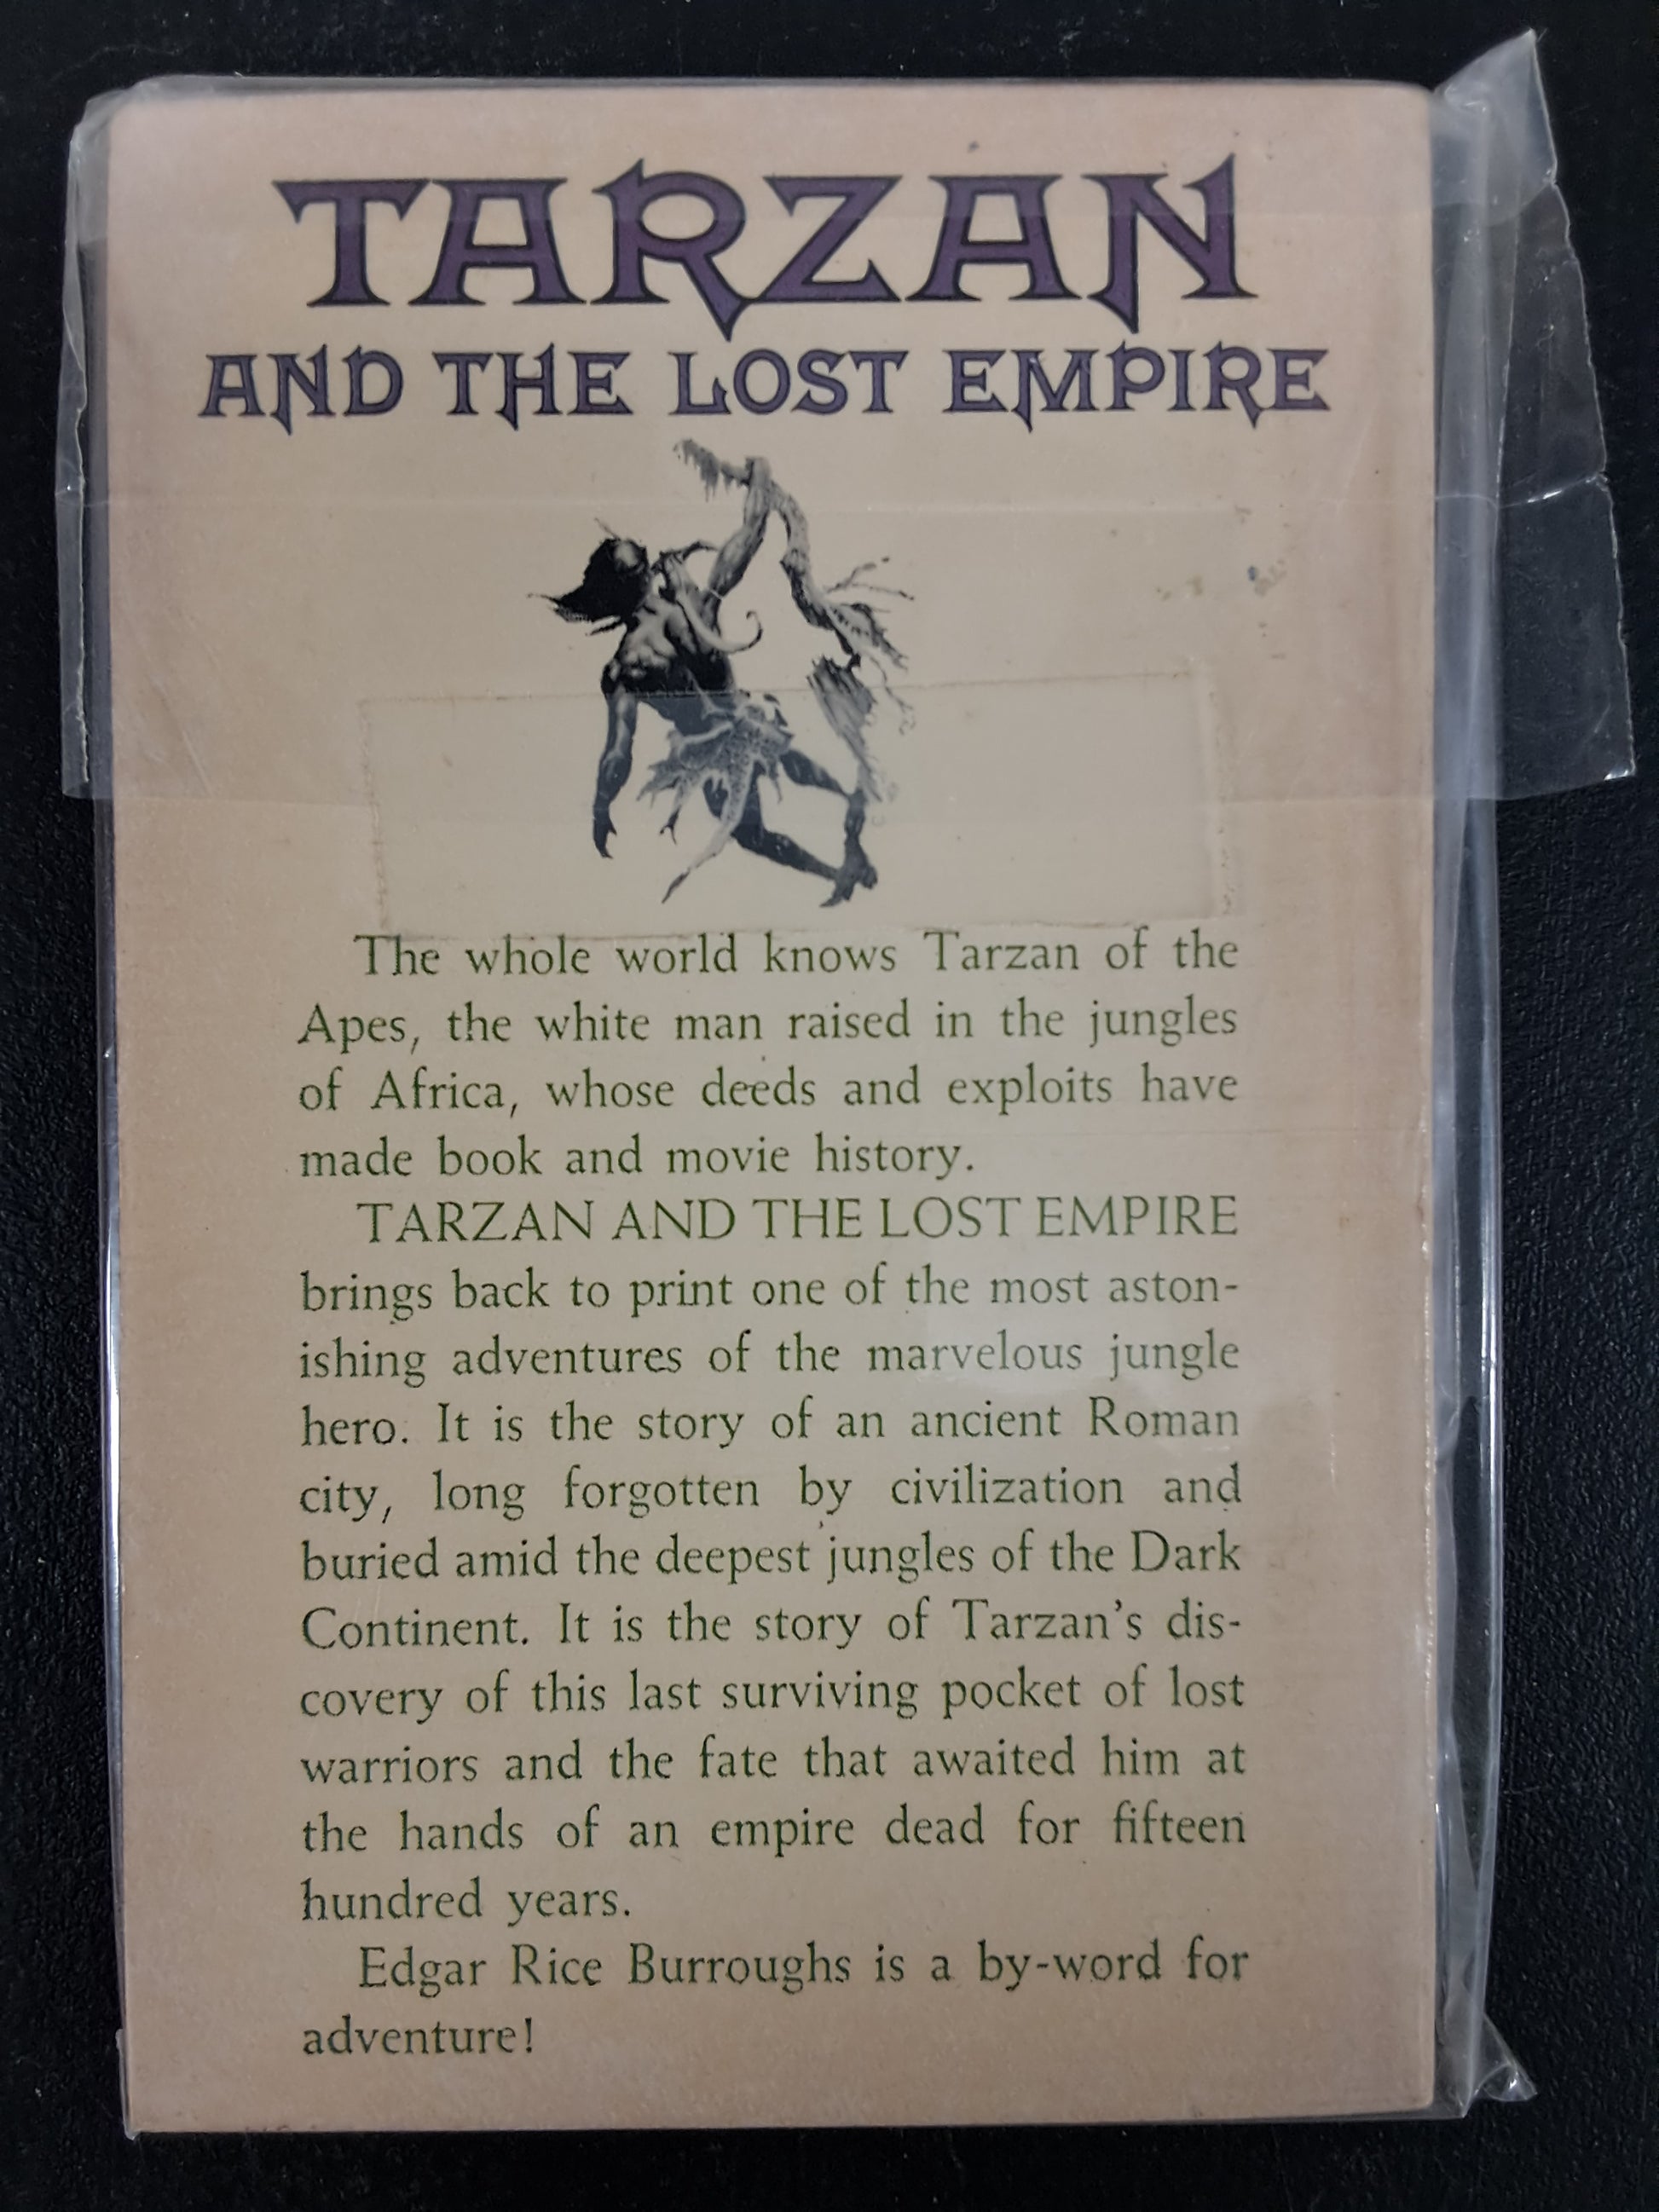 TARZAN
AND THE LOST EMPIRE
The whole world knows Tarzan of the
Apes, the white man raised in the jungles
of Africa, whose deeds and exploits have
made book and movie history.
TARZAN AND THE LOST EMPIRE
brings back to print one of the most aston-
ishing adventures of the marvelous jungle
hero. It is the story of an ancient Roman
city, long forgotten by civilization and
buried amid the deepest jungles of the Dark
Continent. It is the story of Tarzan's dis-
covery of this last surviving pocket of lost
warriors and the fate that awaited him at
the hands of an empire dead for fifteen
hundred years.
Edgar Rice Burroughs is a by-word for
adventure!